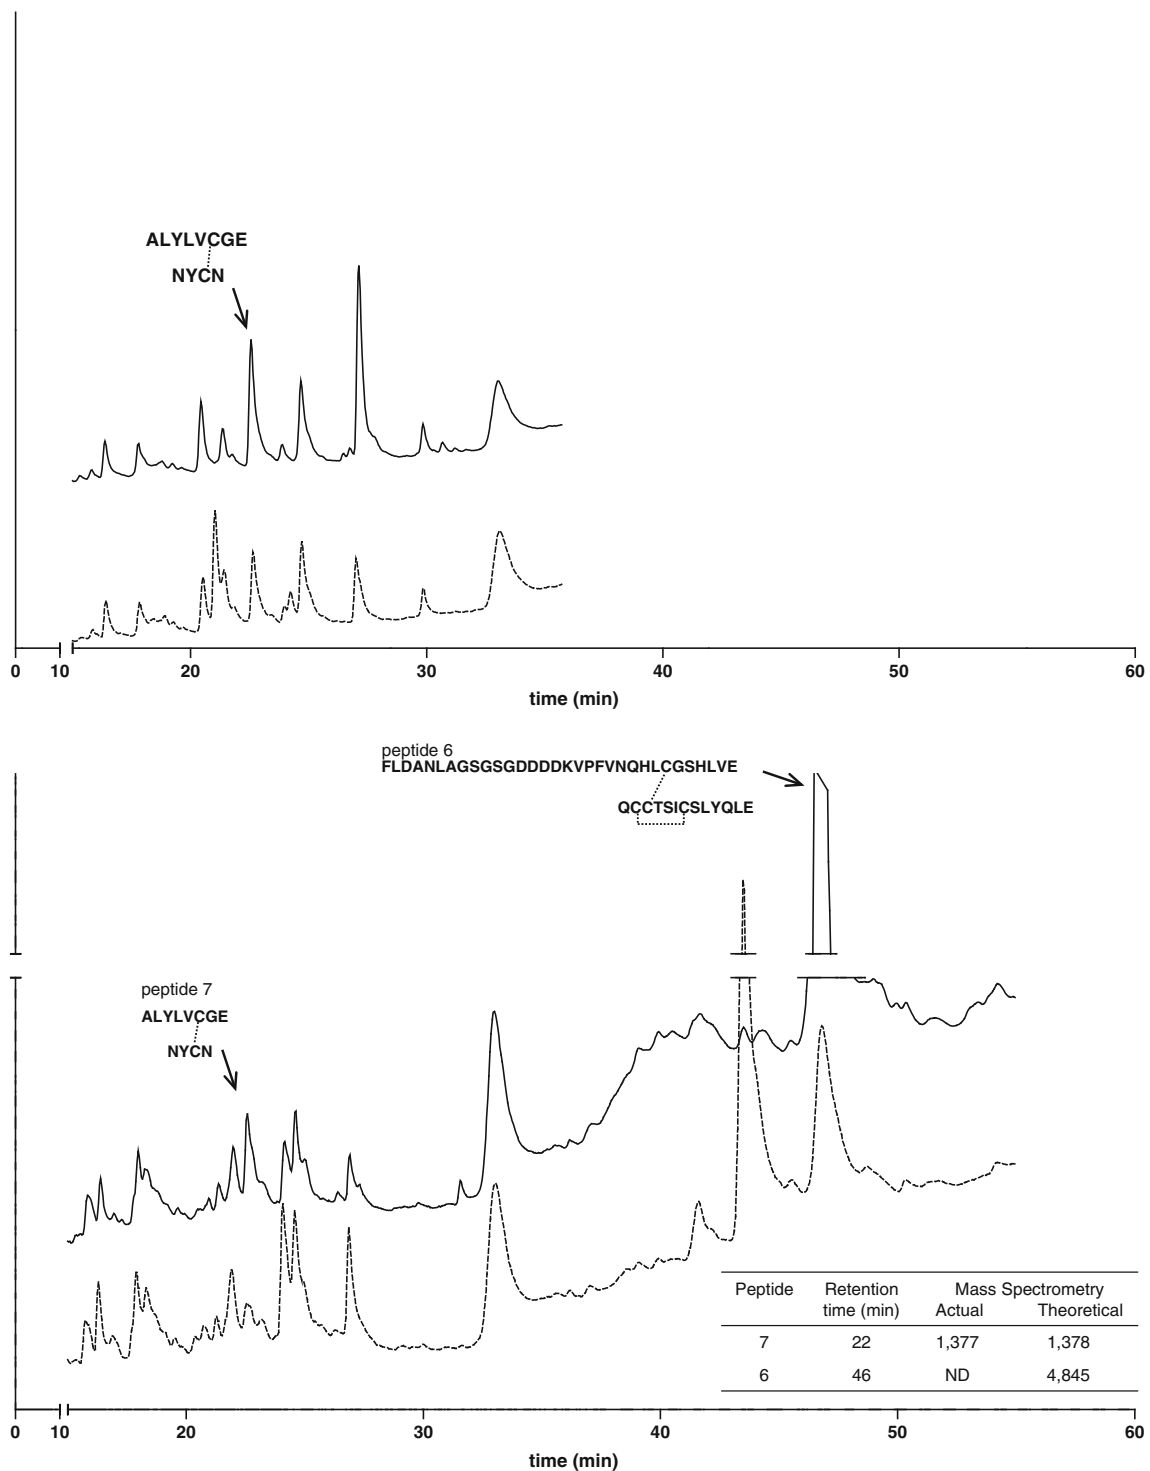 ALYLVCGE
NYCN
0 10 20 30 40 50 60
time (min)
peptide 6
FLDANLAGSGSGDDDDKVPFVNQHLCGSHLVE
QCCTSICSLYQLE
peptide 7
ALYLVCGE
NYCN
Peptide Retention Mass Spectrometry
time (min) Actual Theoretical
7 22 1,377 1,378
6 46 ND 4,845
0 10 20 30 40 50 60
time (min)